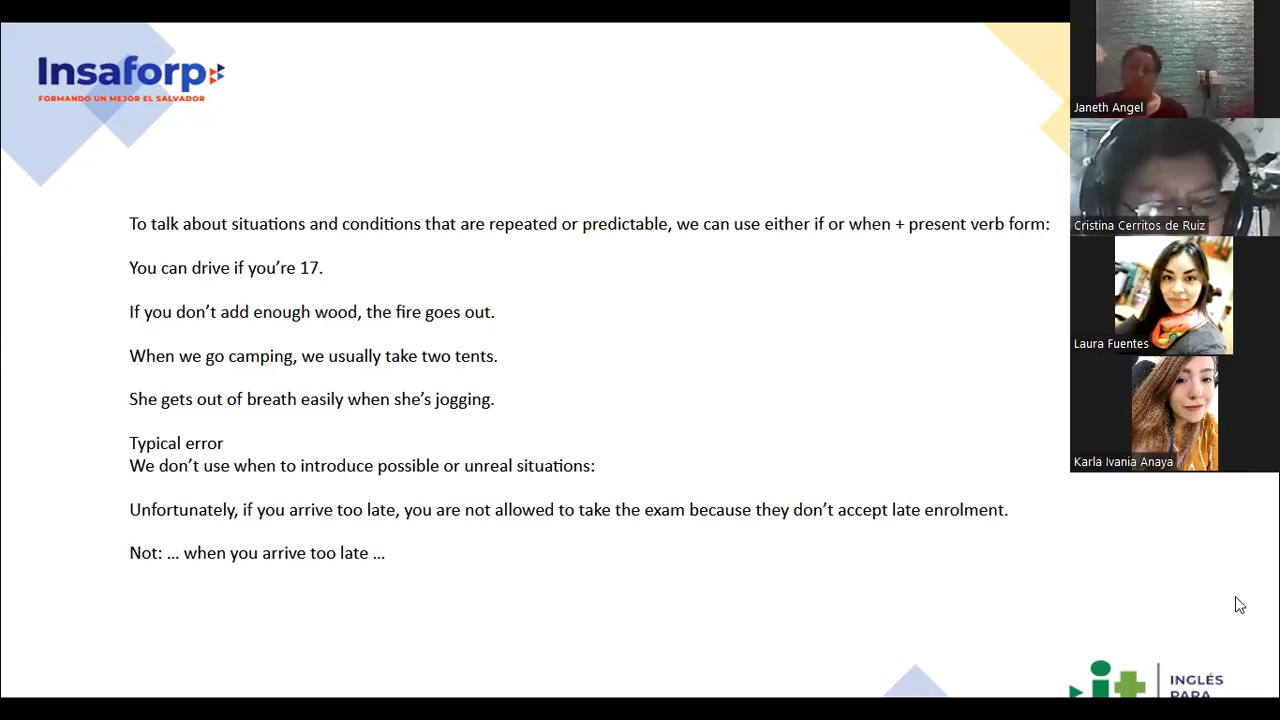 Insaforp
FORMANDO UN MEJOR EL SALVADOR
To talk about situations and conditions that are repeated or predictable, we can use either if or when + present verb form:
You can drive if you’re 17.
If you don’t add enough wood, the fire goes out.
When we go camping, we usually take two tents.
She gets out of breath easily when she’s jogging.
Typical error
We don’t use when to introduce possible or unreal situations:
Unfortunately, if you arrive too late, you are not allowed to take the exam because they don’t accept late enrolment.
Not: … when you arrive too late …
Janeth Angel
Cristina Cerritos de Ruiz
Laura Fuentes
Karla Ivania Anaya
it
INGLÉS
PARA